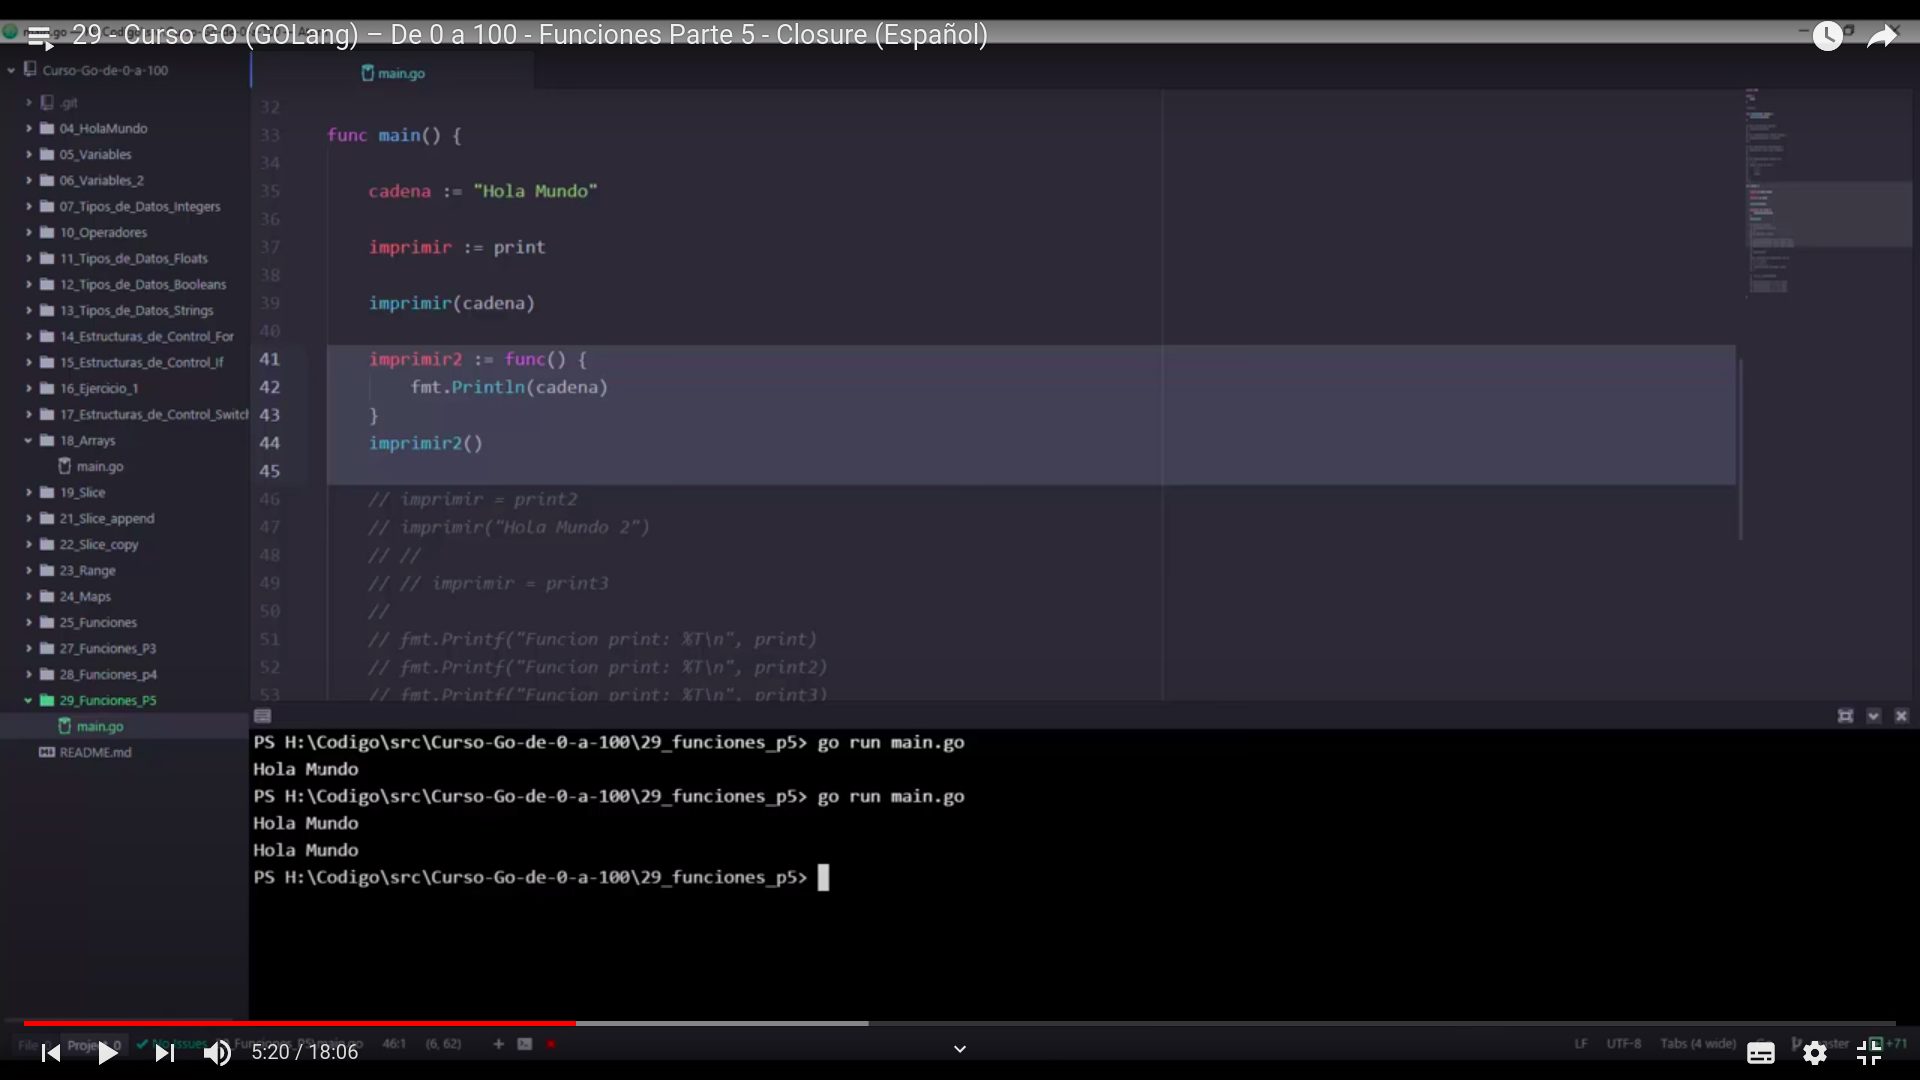 29 - Curso GO (GOLang) – De 0 a 100 - Funciones Parte 5 - Closure (Español)
Curso-Go-de-0-a-100
.git
04_HolaMundo
05_Variables
06_Variables_2
07_Tipos_de_Datos_Integers
10_Operadores
11_Tipos_de_Datos_Floats
12_Tipos_de_Datos_Booleans
13_Tipos_de_Datos_Strings
14_Estructuras_de_Control_For
15_Estructuras_de_Control_If
16_Ejercicio_1
17_Estructuras_de_Control_Switch
18_Arrays
main.go
19_Slice
21_Slice_append
22_Slice_copy
23_Range
24_Maps
25_Funciones
27_Funciones_P3
28_Funciones_p4
29_Funciones_P5
main.go
README.md
main.go
32
33 func main() {
34
35 cadena := "Hola Mundo"
36
37 imprimir := print
38
39 imprimir(cadena)
40
41 imprimir2 := func() {
42 fmt.Println(cadena)
43 }
44 imprimir2()
45
46 // imprimir = print2
47 // imprimir("Hola Mundo 2")
48 // //
49 // // imprimir = print3
50 //
51 // fmt.Printf("Funcion print: %T\n", print)
52 // fmt.Printf("Funcion print: %T\n", print2)
53 // fmt.Printf("Funcion print: %T\n", print3)
PS H:\Codigo\src\Curso-Go-de-0-a-100\29_funciones_p5> go run main.go
Hola Mundo
PS H:\Codigo\src\Curso-Go-de-0-a-100\29_funciones_p5> go run main.go
Hola Mundo
Hola Mundo
PS H:\Codigo\src\Curso-Go-de-0-a-100\29_funciones_p5>
File 0 Project 0 No Issues 46:1 (6, 62) + LF UTF-8 Tabs (4 wide) +71
5:20 / 18:06